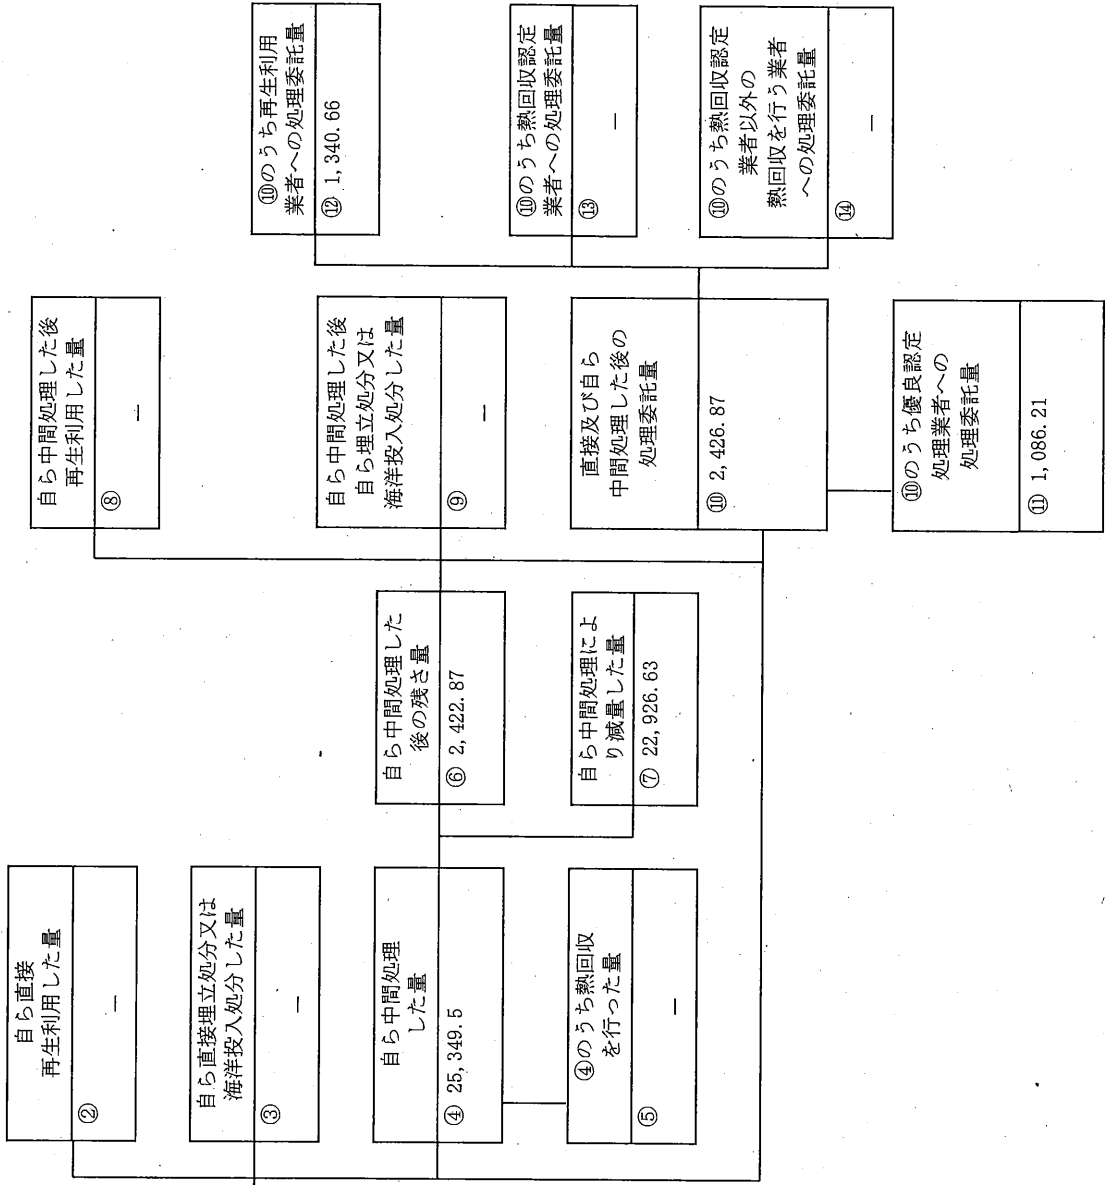 自ら直接
再生利用した量
② －
自ら直接埋立処分又は
海洋投入処分した量
③ －
自ら中間処理
した量
④ 25,349.5
④のうち熱回収
を行った量
⑤ －
自ら中間処理した
後の残さ量
⑥ 2,422.87
自ら中間処理によ
り減量した量
⑦ 22,926.63
自ら中間処理した後
再生利用した量
⑧ －
自ら中間処理した後
自ら埋立処分又は
海洋投入処分した量
⑨ －
直接及び自ら
中間処理した後の
処理委託量
⑩ 2,426.87
⑩のうち優良認定
処理業者への
処理委託量
⑪ 1,086.21
⑩のうち再生利用
業者への処理委託量
⑫ 1,340.66
⑩のうち熱回収認定
業者への処理委託量
⑬ －
⑩のうち熱回収認定
業者以外の
熱回収を行う業者
への処理委託量
⑭ －